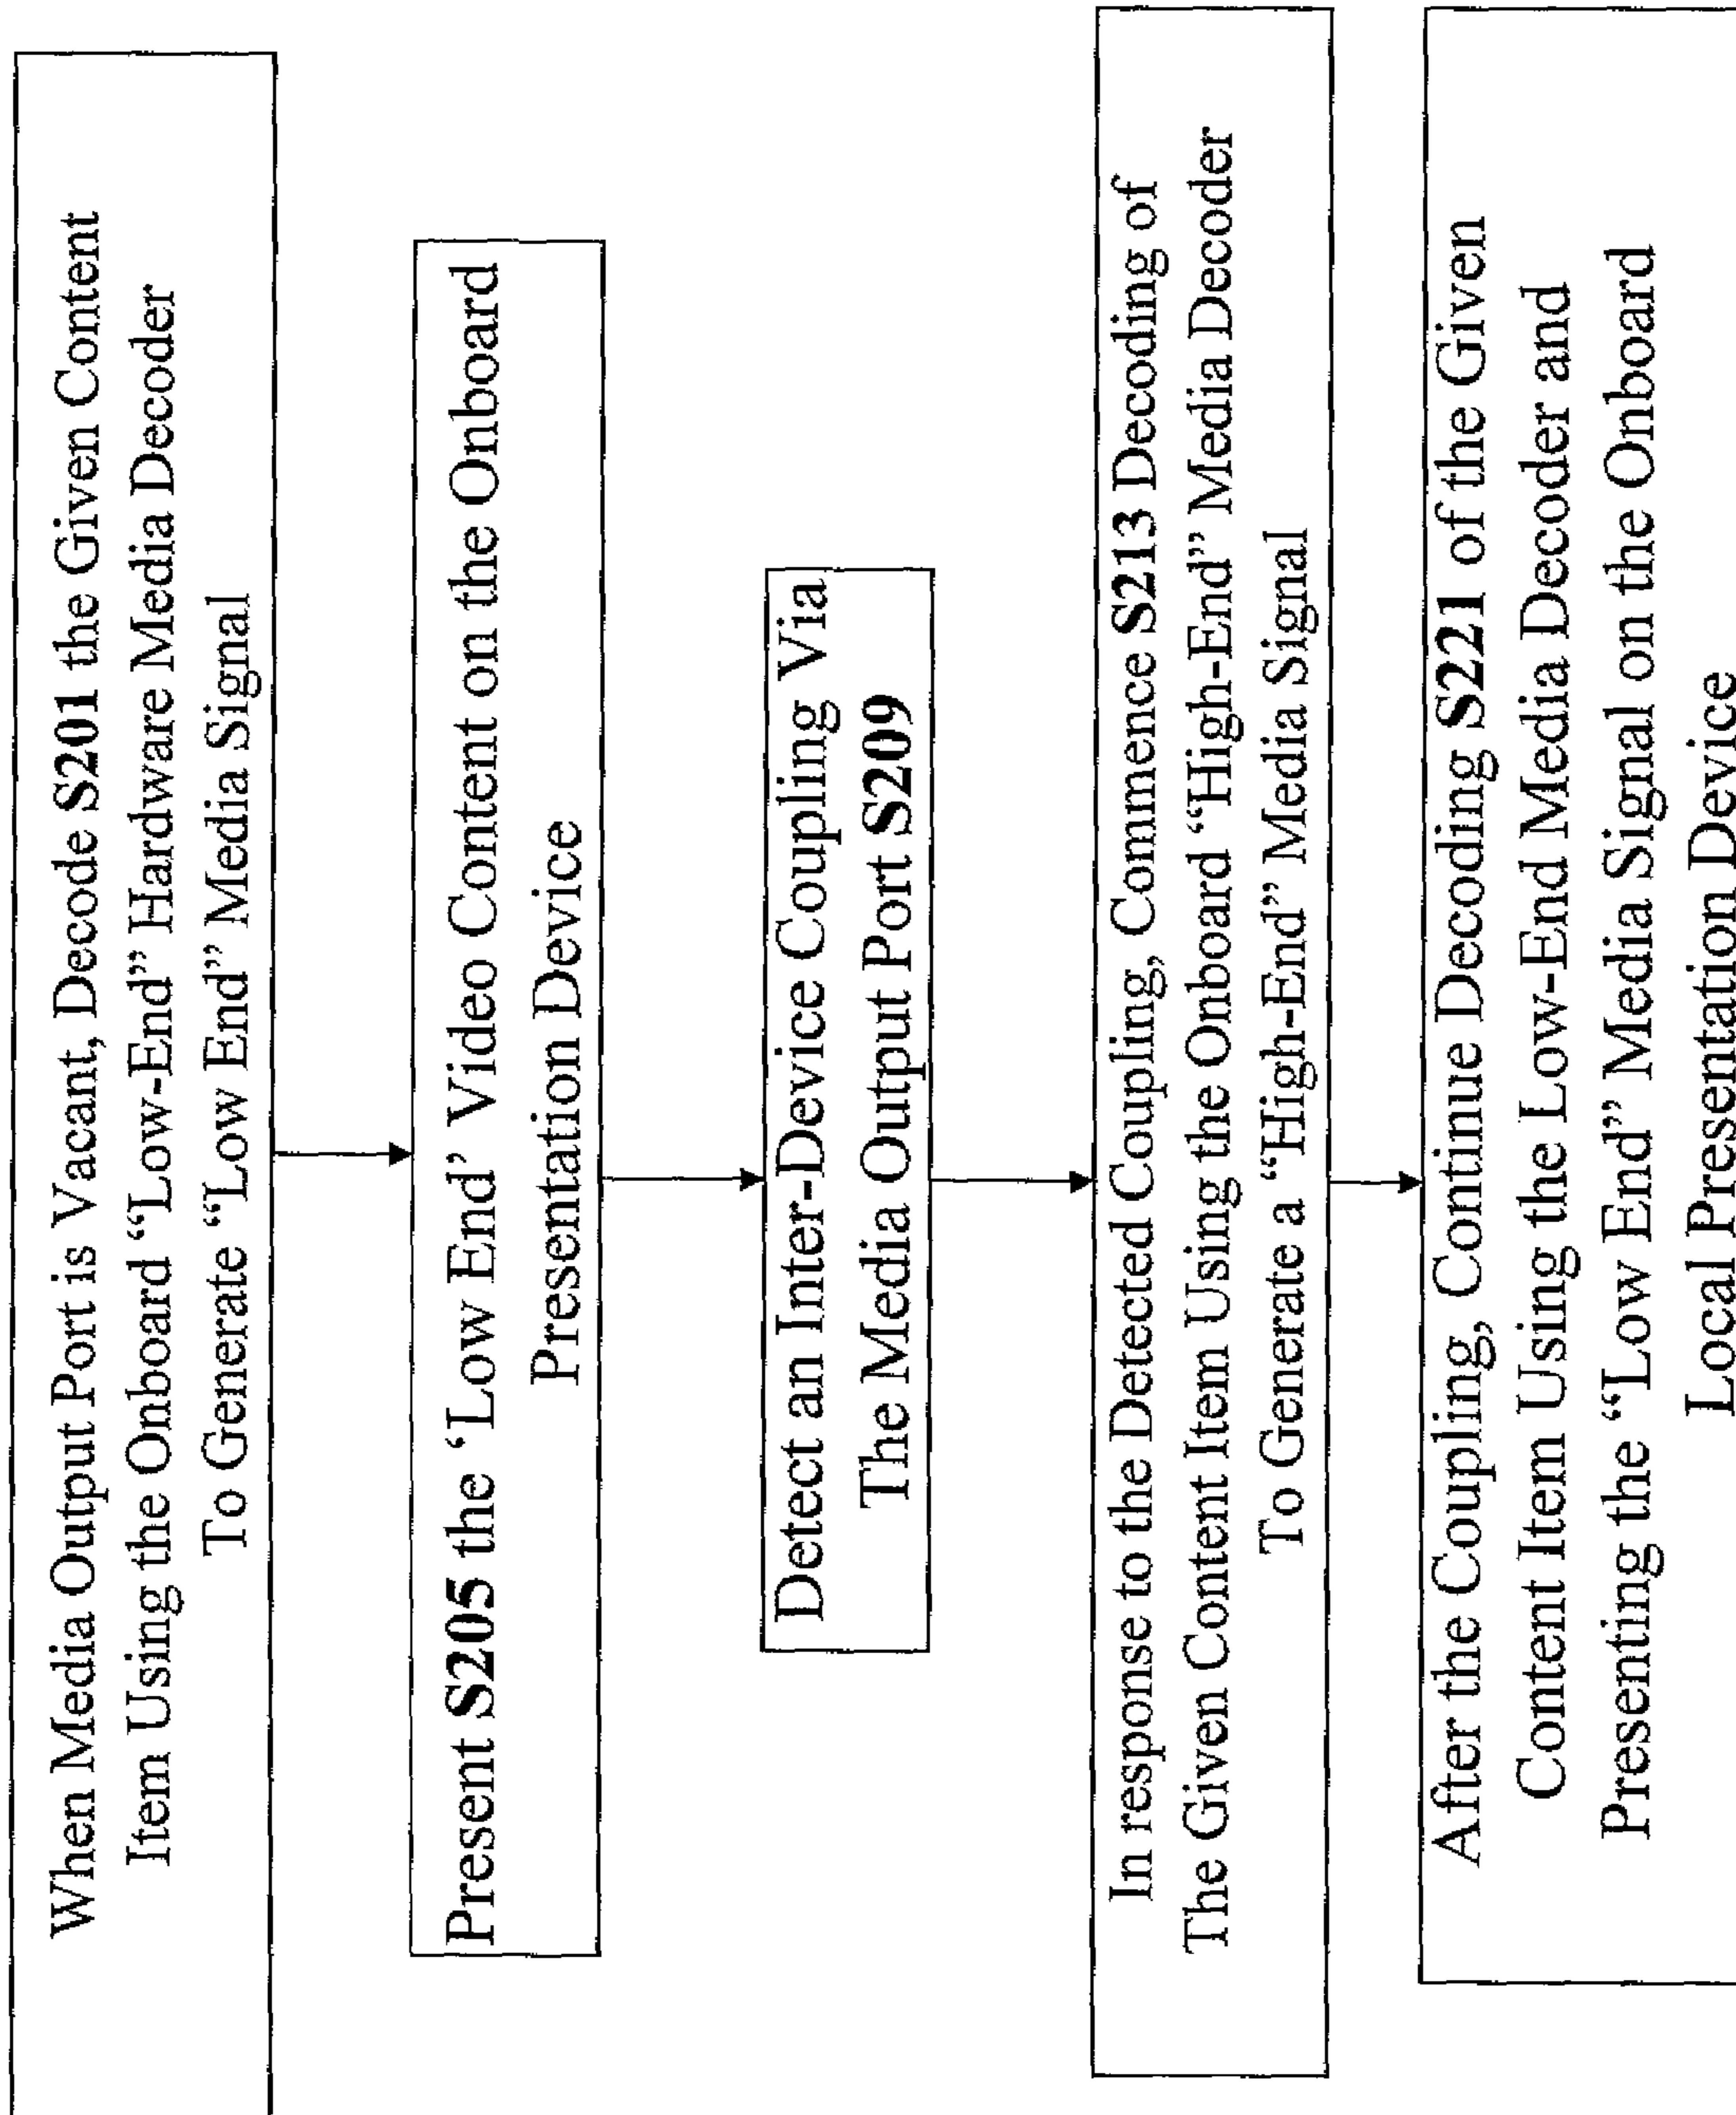 When Media Output Port is Vacant, Decode S201 the Given Content
Item Using the Onboard “Low-End” Hardware Media Decoder
To Generate “Low End” Media Signal
Present S205 the ‘Low End’ Video Content on the Onboard
Presentation Device
Detect an Inter-Device Coupling Via
The Media Output Port S209
In response to the Detected Coupling, Commence S213 Decoding of
The Given Content Item Using the Onboard “High-End” Media Decoder
To Generate a “High-End” Media Signal
After the Coupling, Continue Decoding S221 of the Given
Content Item Using the Low-End Media Decoder and
Presenting the “Low End” Media Signal on the Onboard
Local Presentation Device